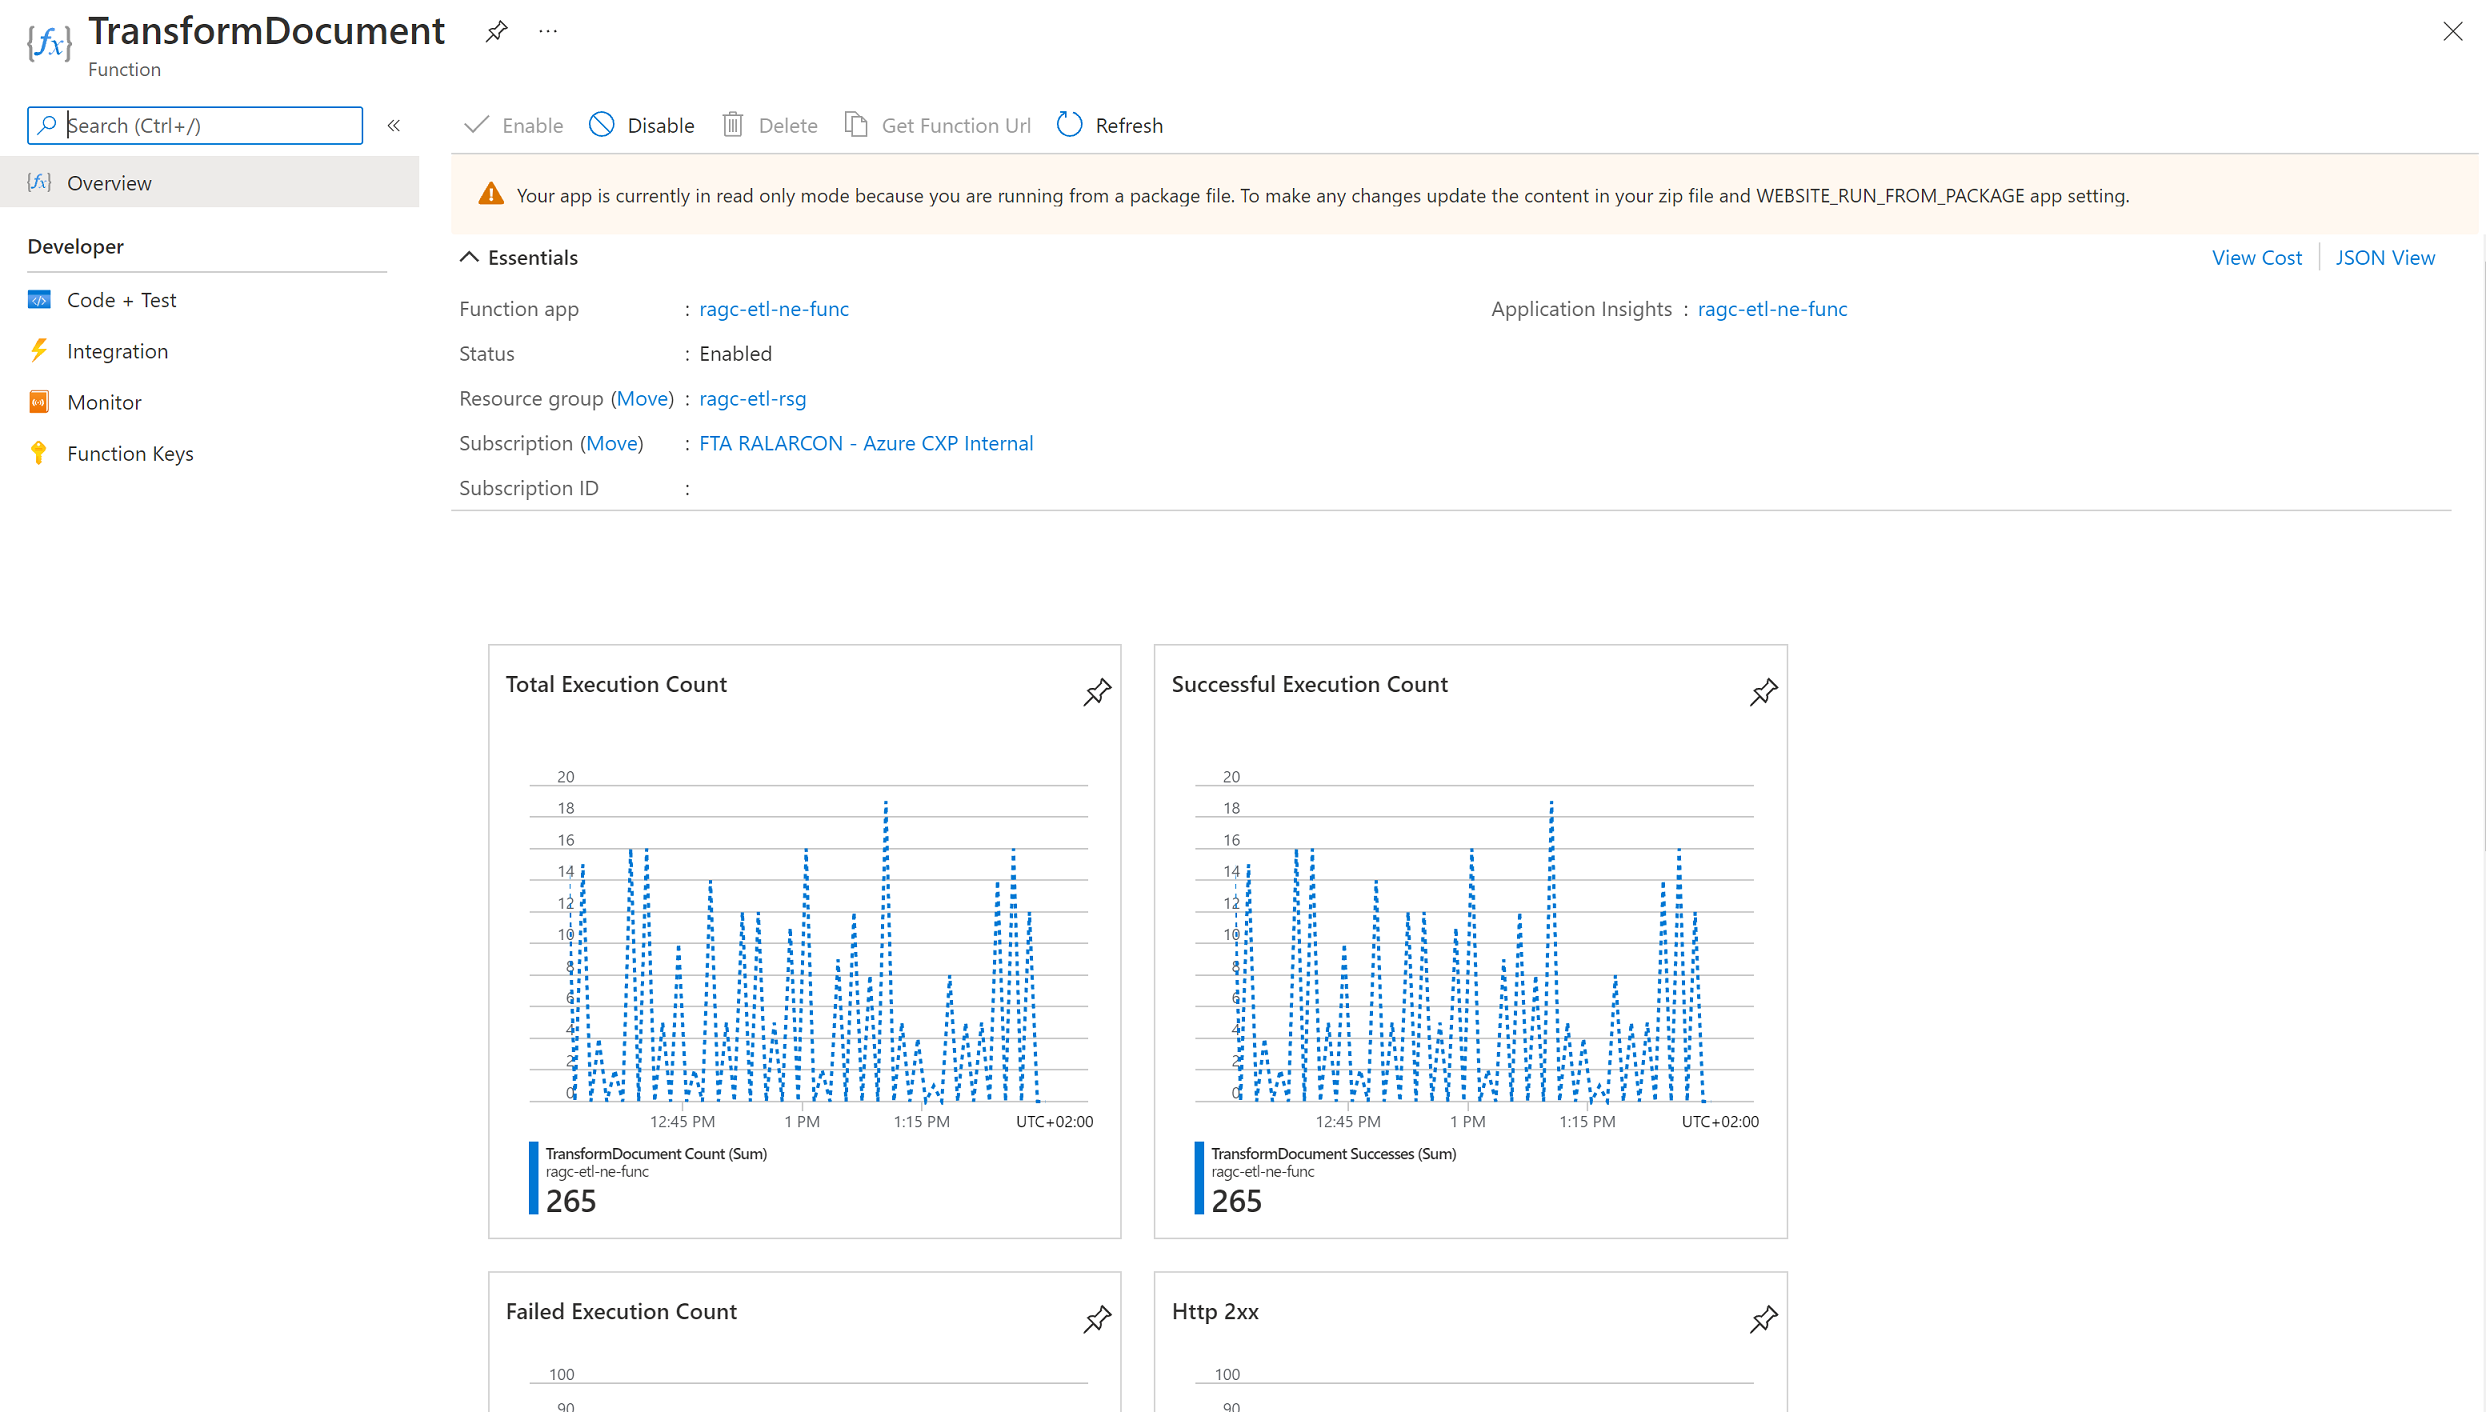 TransformDocument
Function
Search (Ctrl+/)
Enable
Disable
Delete
Get Function Url
Refresh
Overview
Your app is currently in read only mode because you are running from a package file. To make any changes update the content in your zip file and WEBSITE_RUN_FROM_PACKAGE app setting.
Developer
Code + Test
Integration
Monitor
Function Keys
Essentials
View Cost
JSON View
Function app : ragc-etl-ne-func
Application Insights : ragc-etl-ne-func
Status : Enabled
Resource group (Move) : ragc-etl-rsg
Subscription (Move) : FTA RALARCON - Azure CXP Internal
Subscription ID :
Total Execution Count
20
18
16
14
12
10
8
6
4
2
0
12:45 PM 1 PM 1:15 PM UTC+02:00
TransformDocument Count (Sum)
ragc-etl-ne-func
265
Successful Execution Count
20
18
16
14
12
10
8
6
4
2
0
12:45 PM 1 PM 1:15 PM UTC+02:00
TransformDocument Successes (Sum)
ragc-etl-ne-func
265
Failed Execution Count
100
90
Http 2xx
100
90